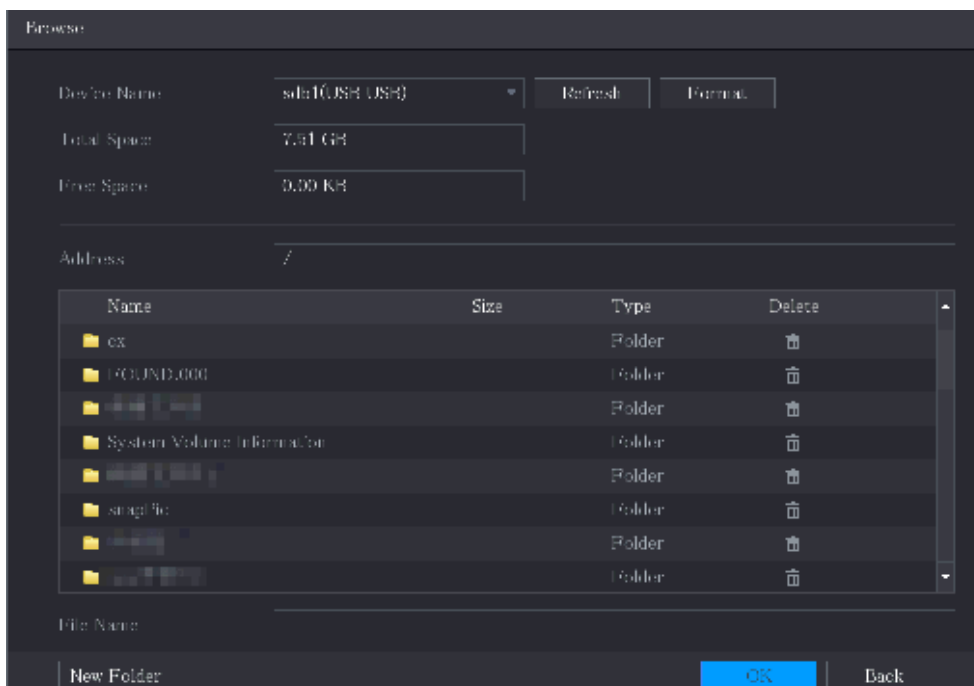 Browse
Device Name sdb1(USB USB) Refresh Format
Total Space 7.51 GB
Free Space 0.00 KB
Address /
Name Size Type Delete
cx Folder
FOUND.000 Folder
Folder
System Volume Information Folder
Folder
snapPic Folder
Folder
Folder
File Name
New Folder OK Back